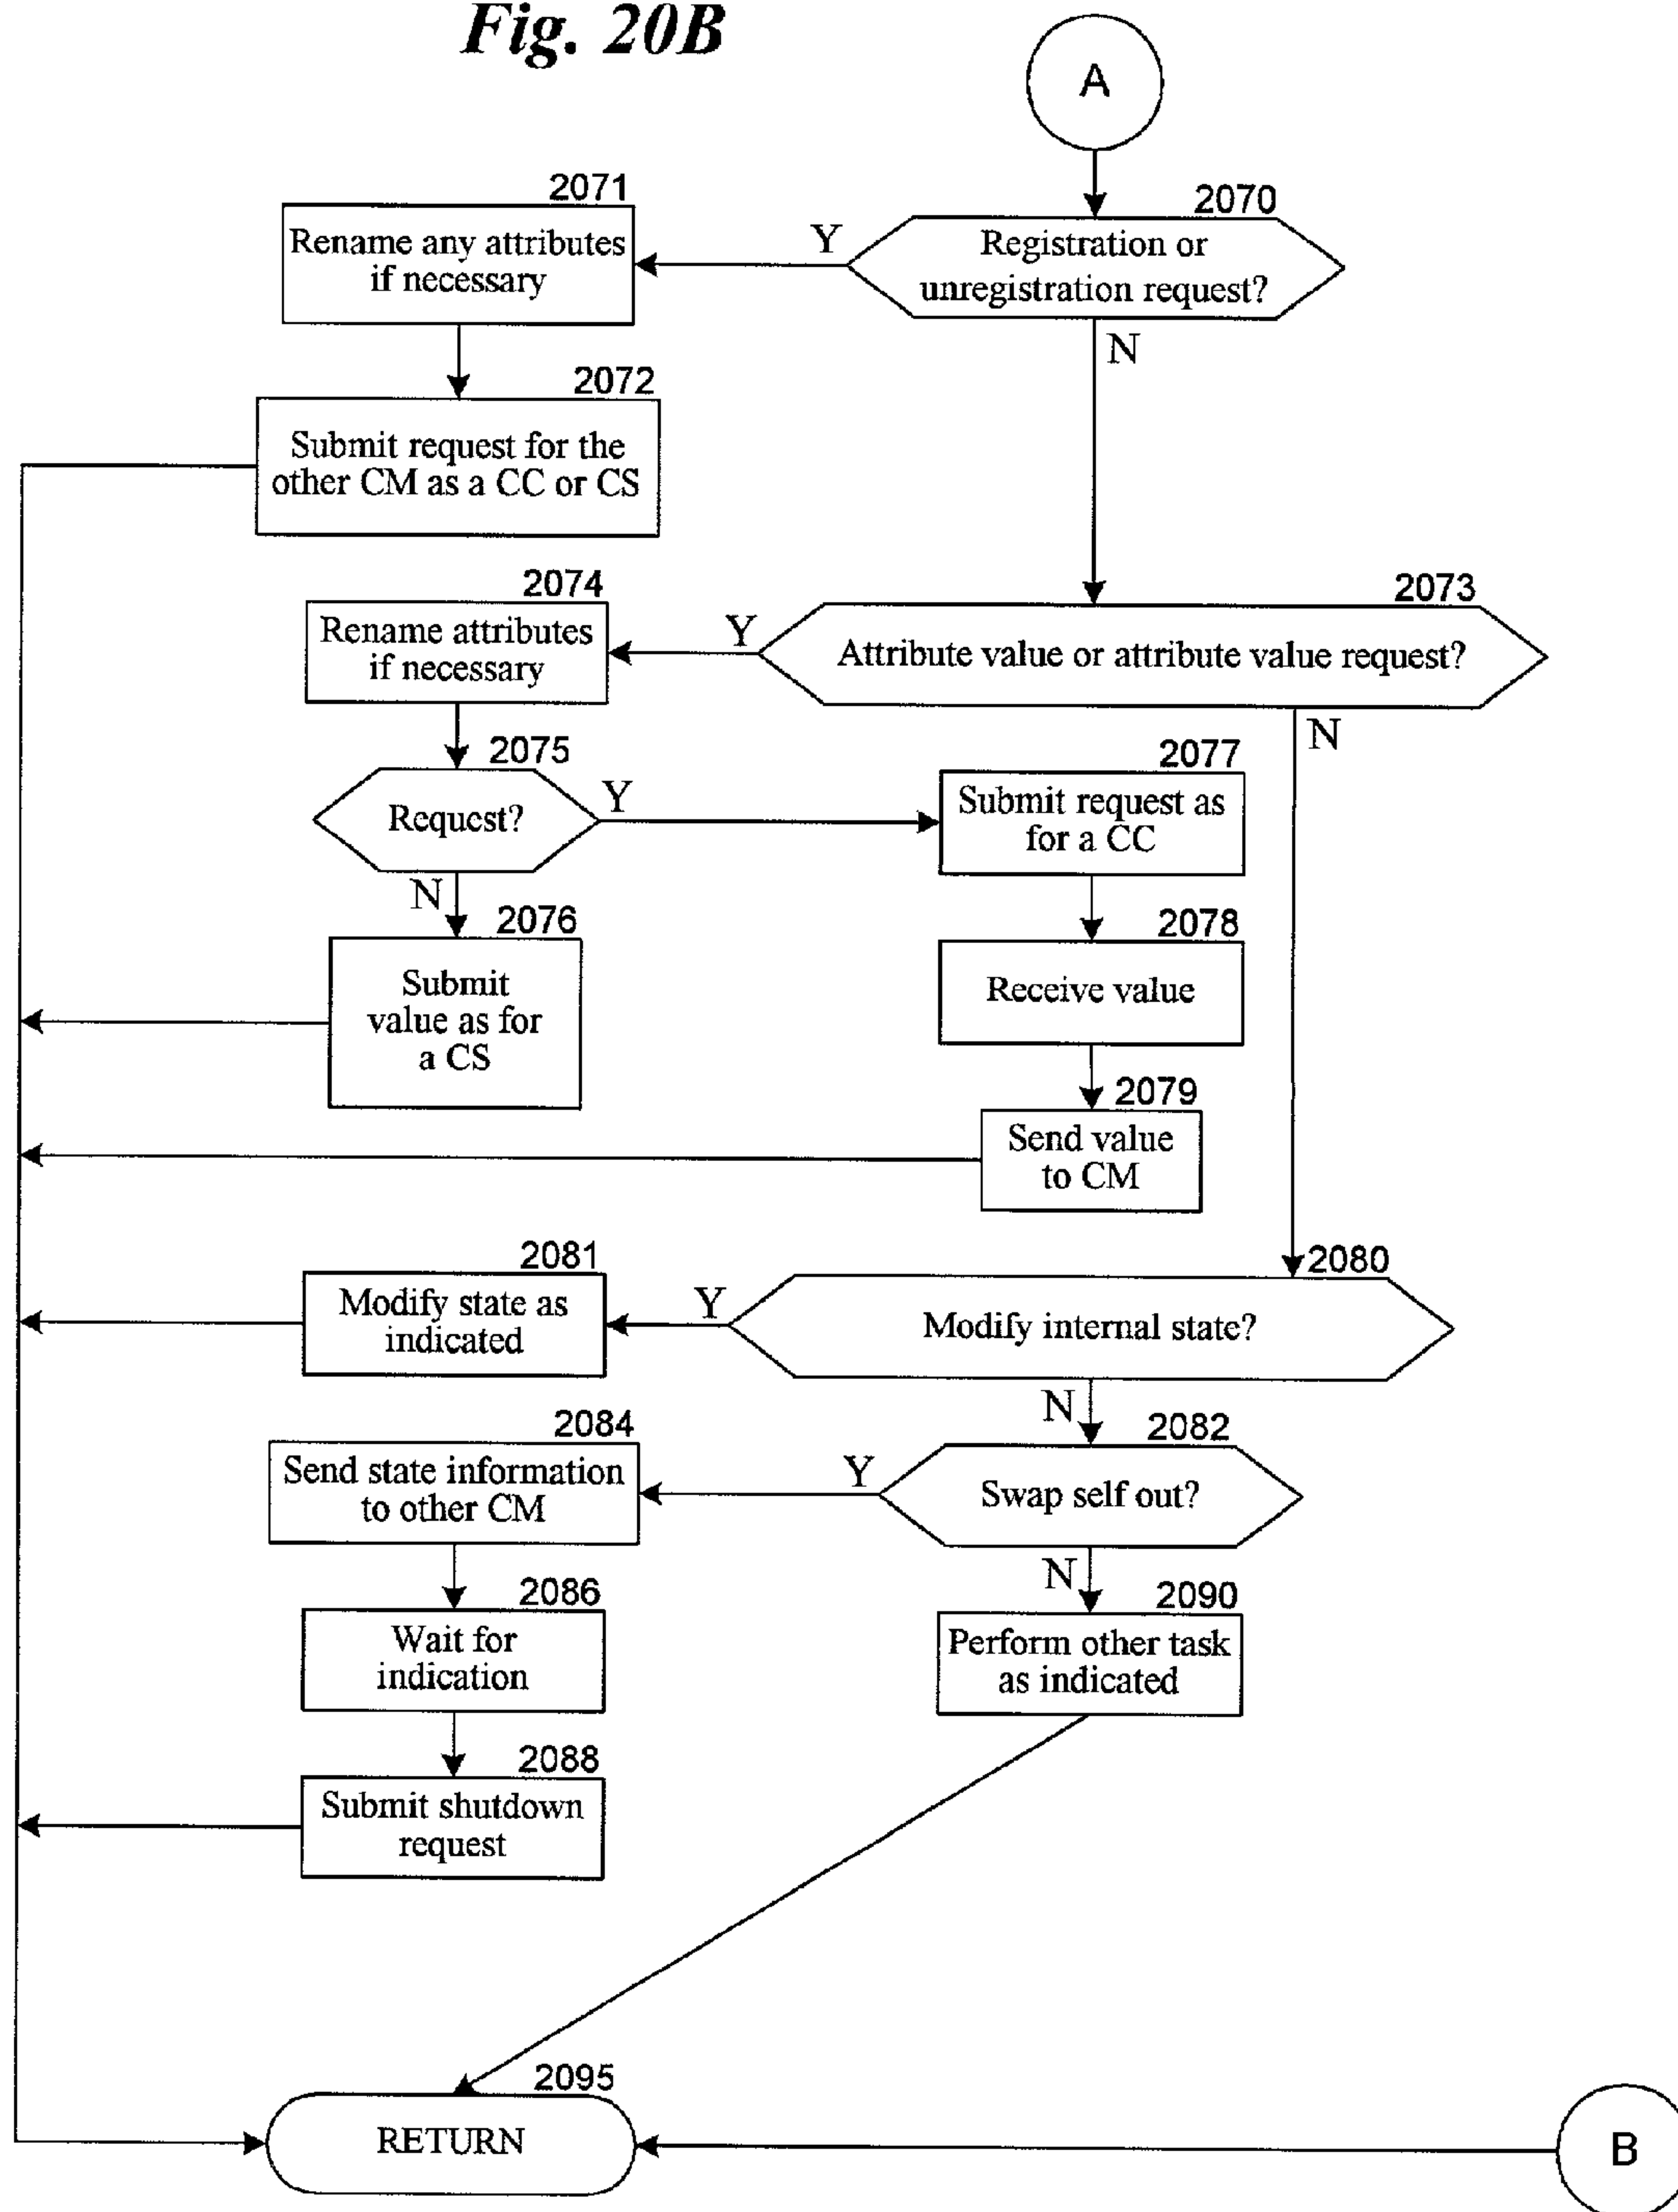 Fig. 20B
A
2070
Registration or
unregistration request?
Y
N
2071
Rename any attributes
if necessary
2072
Submit request for the
other CM as a CC or CS
2073
Attribute value or attribute value request?
Y
N
2074
Rename attributes
if necessary
2075
Request?
Y
N
2076
Submit
value as for
a CS
2077
Submit request as
for a CC
2078
Receive value
2079
Send value
to CM
2080
Modify internal state?
Y
N
2081
Modify state as
indicated
2082
Swap self out?
Y
N
2084
Send state information
to other CM
2086
Wait for
indication
2088
Submit shutdown
request
2090
Perform other task
as indicated
2095
RETURN
B